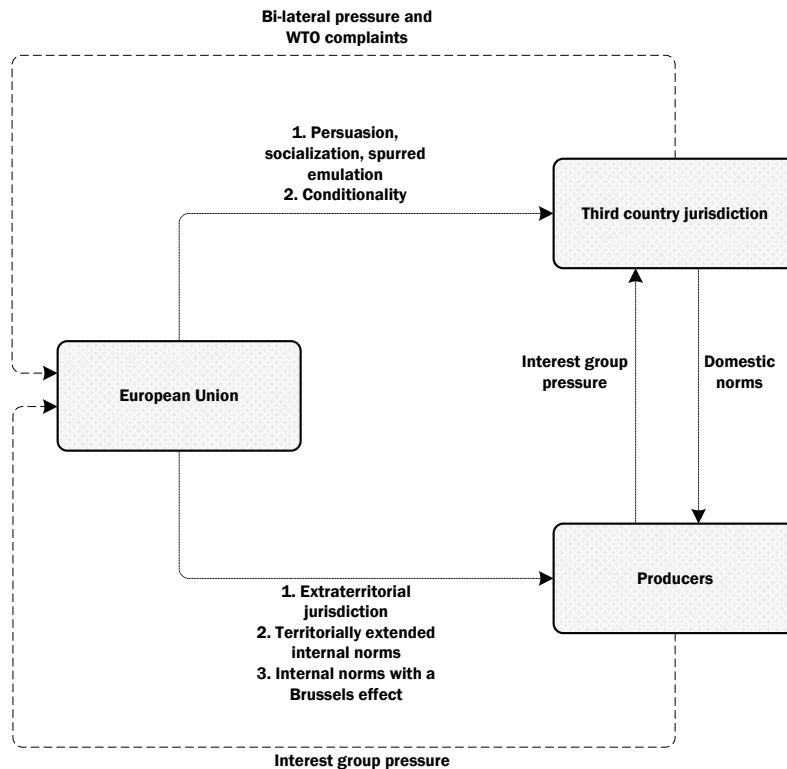 Bi-lateral pressure and
WTO complaints
1. Persuasion,
socialization, spurred
emulation
2. Conditionality
Third country jurisdiction
European Union
Interest group
pressure
Domestic
norms
Producers
1. Extraterritorial
jurisdiction
2. Territorially extended
internal norms
3. Internal norms with a
Brussels effect
Interest group pressure